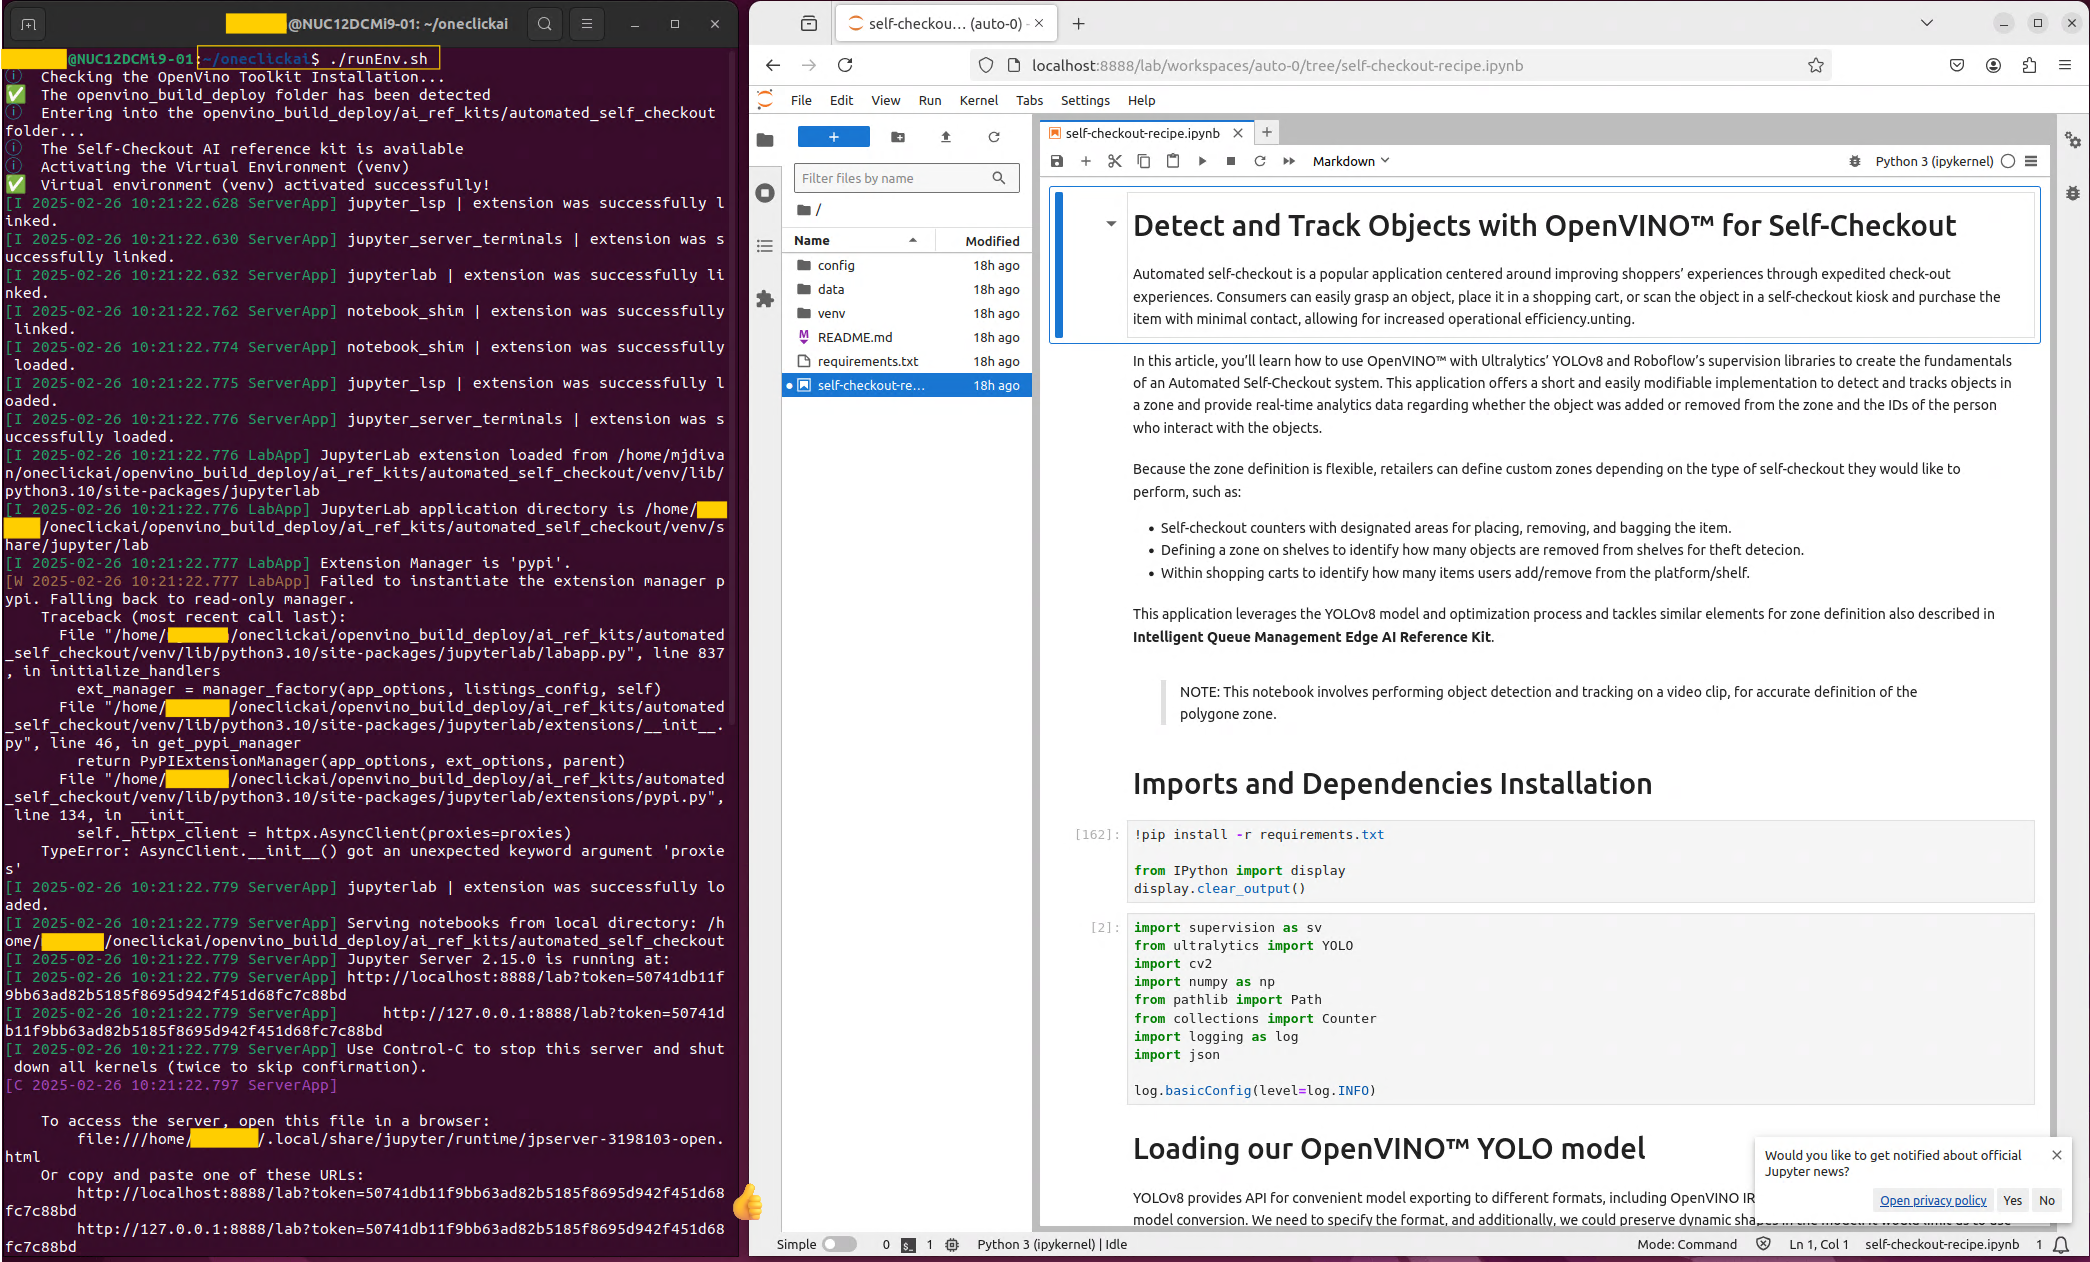 @NUC12DCMi9-01: ~/oneclickai
@NUC12DCMi9-01:~/oneclickai$ ./runEnv.sh
Checking the OpenVino Toolkit Installation...
The openvino_build_deploy folder has been detected
Entering into the openvino_build_deploy/ai_ref_kits/automated_self_checkout
folder...
The Self-Checkout AI reference kit is available
Activating the Virtual Environment (venv)
Virtual environment (venv) activated successfully!
[I 2025-02-26 10:21:22.628 ServerApp] jupyter_lsp | extension was successfully l
inked.
[I 2025-02-26 10:21:22.630 ServerApp] jupyter_server_terminals | extension was s
uccessfully linked.
[I 2025-02-26 10:21:22.632 ServerApp] jupyterlab | extension was successfully li
nked.
[I 2025-02-26 10:21:22.762 ServerApp] notebook_shim | extension was successfully
linked.
[I 2025-02-26 10:21:22.774 ServerApp] notebook_shim | extension was successfully
loaded.
[I 2025-02-26 10:21:22.775 ServerApp] jupyter_lsp | extension was successfully l
oaded.
[I 2025-02-26 10:21:22.776 ServerApp] jupyter_server_terminals | extension was s
uccessfully loaded.
[I 2025-02-26 10:21:22.776 LabApp] JupyterLab extension loaded from /home/mjdiva
n/oneclickai/openvino_build_deploy/ai_ref_kits/automated_self_checkout/venv/lib/
python3.10/site-packages/jupyterlab
[I 2025-02-26 10:21:22.776 LabApp] JupyterLab application directory is /home/
/oneclickai/openvino_build_deploy/ai_ref_kits/automated_self_checkout/venv/s
hare/jupyter/lab
[I 2025-02-26 10:21:22.777 LabApp] Extension Manager is 'pypi'.
[W 2025-02-26 10:21:22.777 LabApp] Failed to instantiate the extension manager p
ypi. Falling back to read-only manager.
Traceback (most recent call last):
File "/home/ /oneclickai/openvino_build_deploy/ai_ref_kits/automated
_self_checkout/venv/lib/python3.10/site-packages/jupyterlab/labapp.py", line 837
, in initialize_handlers
ext_manager = manager_factory(app_options, listings_config, self)
File "/home/ /oneclickai/openvino_build_deploy/ai_ref_kits/automated
_self_checkout/venv/lib/python3.10/site-packages/jupyterlab/extensions/__init__.
py", line 46, in get_pypi_manager
return PyPIExtensionManager(app_options, ext_options, parent)
File "/home/ /oneclickai/openvino_build_deploy/ai_ref_kits/automated
_self_checkout/venv/lib/python3.10/site-packages/jupyterlab/extensions/pypi.py",
line 134, in __init__
self._httpx_client = httpx.AsyncClient(proxies=proxies)
TypeError: AsyncClient.__init__() got an unexpected keyword argument 'proxie
s'
[I 2025-02-26 10:21:22.779 ServerApp] jupyterlab | extension was successfully lo
aded.
[I 2025-02-26 10:21:22.779 ServerApp] Serving notebooks from local directory: /h
ome/ /oneclickai/openvino_build_deploy/ai_ref_kits/automated_self_checkout
[I 2025-02-26 10:21:22.779 ServerApp] Jupyter Server 2.15.0 is running at:
[I 2025-02-26 10:21:22.779 ServerApp] http://localhost:8888/lab?token=50741db11f
9bb63ad82b5185f8695d942f451d68fc7c88bd
[I 2025-02-26 10:21:22.779 ServerApp] http://127.0.0.1:8888/lab?token=50741d
b11f9bb63ad82b5185f8695d942f451d68fc7c88bd
[I 2025-02-26 10:21:22.779 ServerApp] Use Control-C to stop this server and shut
down all kernels (twice to skip confirmation).
[C 2025-02-26 10:21:22.797 ServerApp]
To access the server, open this file in a browser:
file:///home/ /.local/share/jupyter/runtime/jpserver-3198103-open.
html
Or copy and paste one of these URLs:
http://localhost:8888/lab?token=50741db11f9bb63ad82b5185f8695d942f451d68
fc7c88bd
http://127.0.0.1:8888/lab?token=50741db11f9bb63ad82b5185f8695d942f451d68
fc7c88bd
self-checkou... (auto-0) -
localhost:8888/lab/workspaces/auto-0/tree/self-checkout-recipe.ipynb
File Edit View Run Kernel Tabs Settings Help
Filter files by name
/
Name Modified
config 18h ago
data 18h ago
venv 18h ago
README.md 18h ago
requirements.txt 18h ago
self-checkout-re... 18h ago
self-checkout-recipe.ipynb
Markdown
Python 3 (ipykernel)
Detect and Track Objects with OpenVINO™ for Self-Checkout
Automated self-checkout is a popular application centered around improving shoppers’ experiences through expedited check-out
experiences. Consumers can easily grasp an object, place it in a shopping cart, or scan the object in a self-checkout kiosk and purchase the
item with minimal contact, allowing for increased operational efficiency.unting.
In this article, you’ll learn how to use OpenVINO™ with Ultralytics’ YOLOv8 and Roboflow’s supervision libraries to create the fundamentals
of an Automated Self-Checkout system. This application offers a short and easily modifiable implementation to detect and tracks objects in
a zone and provide real-time analytics data regarding whether the object was added or removed from the zone and the IDs of the person
who interact with the objects.
Because the zone definition is flexible, retailers can define custom zones depending on the type of self-checkout they would like to
perform, such as:
• Self-checkout counters with designated areas for placing, removing, and bagging the item.
• Defining a zone on shelves to identify how many objects are removed from shelves for theft detecion.
• Within shopping carts to identify how many items users add/remove from the platform/shelf.
This application leverages the YOLOv8 model and optimization process and tackles similar elements for zone definition also described in
Intelligent Queue Management Edge AI Reference Kit.
NOTE: This notebook involves performing object detection and tracking on a video clip, for accurate definition of the
polygone zone.
Imports and Dependencies Installation
[162]: !pip install -r requirements.txt
from IPython import display
display.clear_output()
[2]: import supervision as sv
from ultralytics import YOLO
import cv2
import numpy as np
from pathlib import Path
from collections import Counter
import logging as log
import json
log.basicConfig(level=log.INFO)
Loading our OpenVINO™ YOLO model
YOLOv8 provides API for convenient model exporting to different formats, including OpenVINO IR
model conversion. We need to specify the format, and additionally, we could preserve dynamic shapes in the model
Would you like to get notified about official
Jupyter news?
Open privacy policy Yes No
Simple 0 1 Python 3 (ipykernel) | Idle
Mode: Command Ln 1, Col 1 self-checkout-recipe.ipynb 1